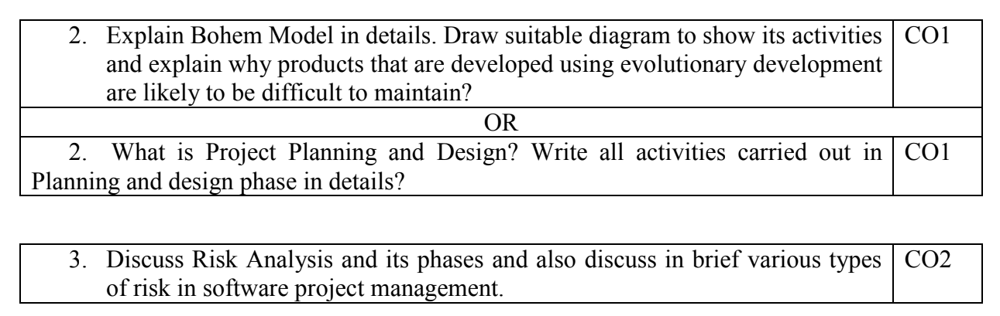 2. Explain Bohem Model in details. Draw suitable diagram to show its activities CO1
and explain why products that are developed using evolutionary development
are likely to be difficult to maintain?
OR
2. What is Project Planning and Design? Write all activities carried out in CO1
Planning and design phase in details?
3. Discuss Risk Analysis and its phases and also discuss in brief various types CO2
of risk in software project management.